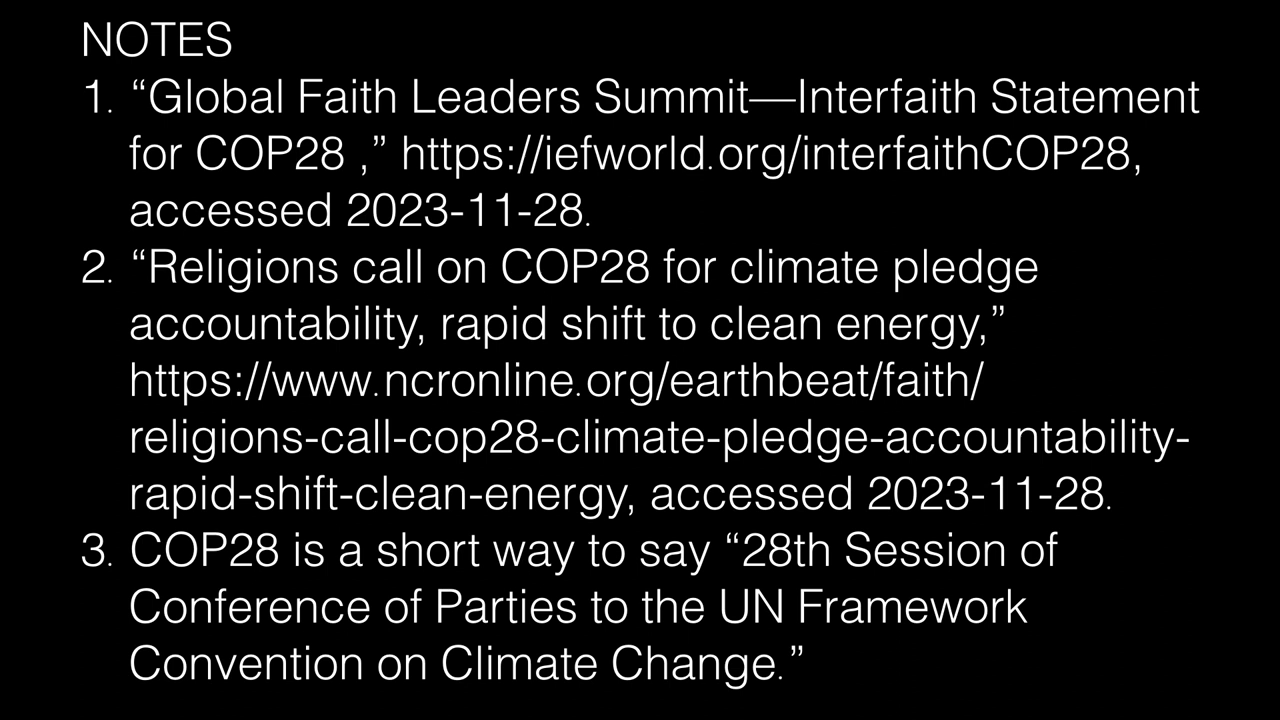 NOTES
1. “Global Faith Leaders Summit—Interfaith Statement
for COP28 ,” https://iefworld.org/interfaithCOP28,
accessed 2023-11-28.
2. “Religions call on COP28 for climate pledge
accountability, rapid shift to clean energy,”
https://www.ncronline.org/earthbeat/faith/
religions-call-cop28-climate-pledge-accountability-
rapid-shift-clean-energy, accessed 2023-11-28.
3. COP28 is a short way to say “28th Session of
Conference of Parties to the UN Framework
Convention on Climate Change.”